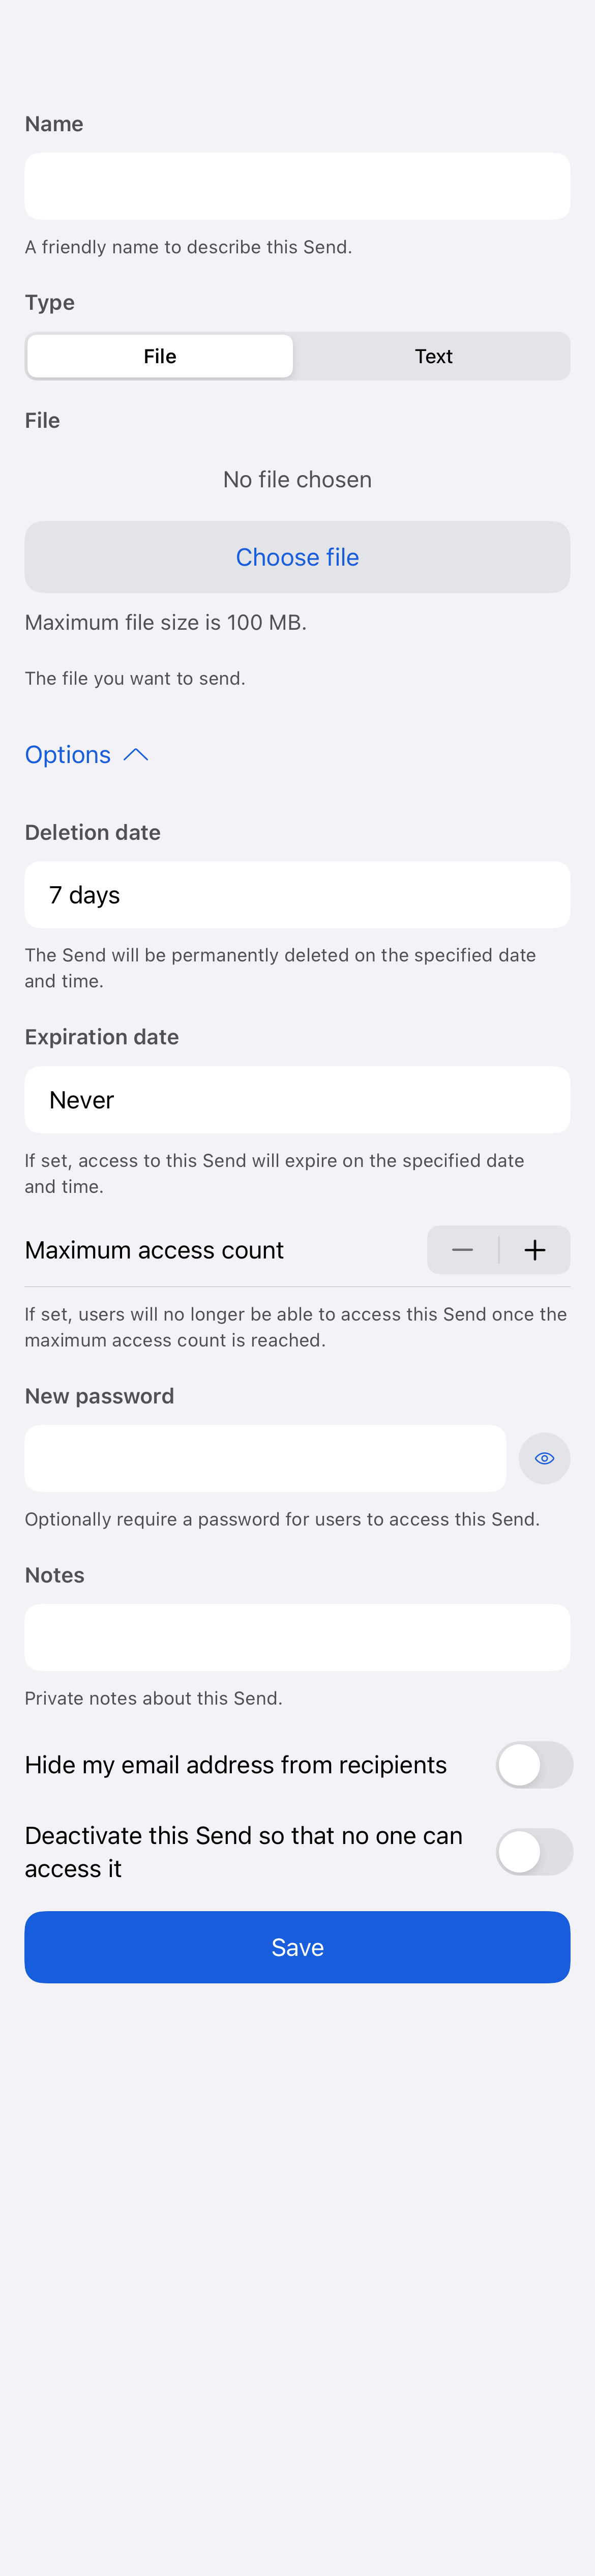 Name
A friendly name to describe this Send.
Type
File
Text
File
No file chosen
Choose file
Maximum file size is 100 MB.
The file you want to send.
Options
Deletion date
7 days
The Send will be permanently deleted on the specified date
and time.
Expiration date
Never
If set, access to this Send will expire on the specified date
and time.
Maximum access count
If set, users will no longer be able to access this Send once the
maximum access count is reached.
New password
Optionally require a password for users to access this Send.
Notes
Private notes about this Send.
Hide my email address from recipients
Deactivate this Send so that no one can
access it
Save